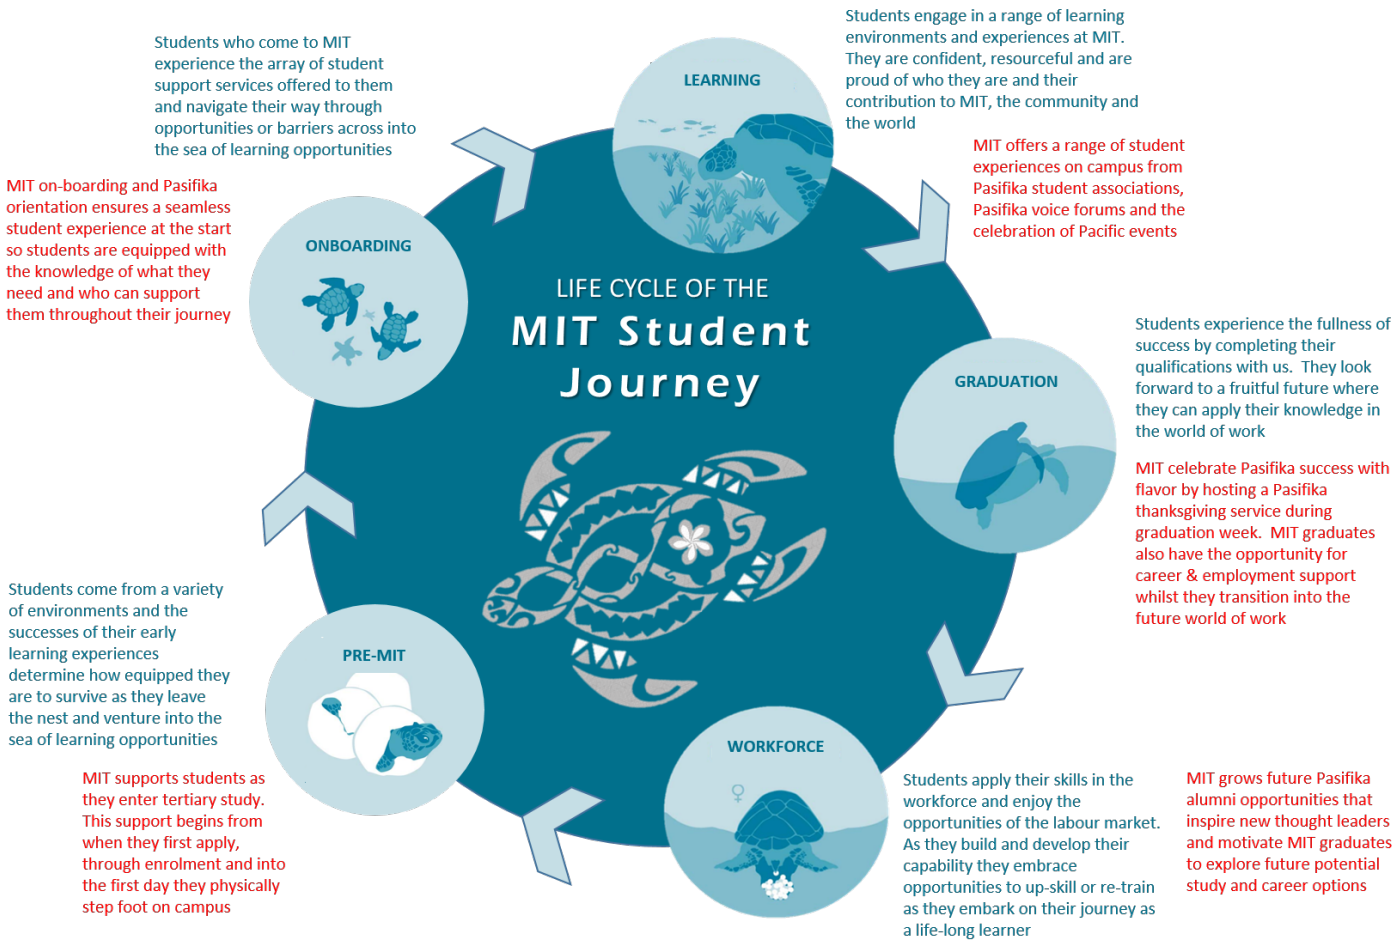 LIFE CYCLE OF THE
MIT Student
Journey
PRE-MIT
Students come from a variety
of environments and the
successes of their early
learning experiences
determine how equipped they
are to survive as they leave
the nest and venture into the
sea of learning opportunities
MIT supports students as
they enter tertiary study.
This support begins from
when they first apply,
through enrolment and into
the first day they physically
step foot on campus
ONBOARDING
Students who come to MIT
experience the array of student
support services offered to them
and navigate their way through
opportunities or barriers across into
the sea of learning opportunities
MIT on-boarding and Pasifika
orientation ensures a seamless
student experience at the start
so students are equipped with
the knowledge of what they
need and who can support
them throughout their journey
LEARNING
Students engage in a range of learning
environments and experiences at MIT.
They are confident, resourceful and are
proud of who they are and their
contribution to MIT, the community and
the world
MIT offers a range of student
experiences on campus from
Pasifika student associations,
Pasifika voice forums and the
celebration of Pacific events
GRADUATION
Students experience the fullness of
success by completing their
qualifications with us.  They look
forward to a fruitful future where
they can apply their knowledge in
the world of work
MIT celebrate Pasifika success with
flavor by hosting a Pasifika
thanksgiving service during
graduation week.  MIT graduates
also have the opportunity for
career & employment support
whilst they transition into the
future world of work
WORKFORCE
♀
Students apply their skills in the
workforce and enjoy the
opportunities of the labour market.
As they build and develop their
capability they embrace
opportunities to up-skill or re-train
as they embark on their journey as
a life-long learner
MIT grows future Pasifika
alumni opportunities that
inspire new thought leaders
and motivate MIT graduates
to explore future potential
study and career options